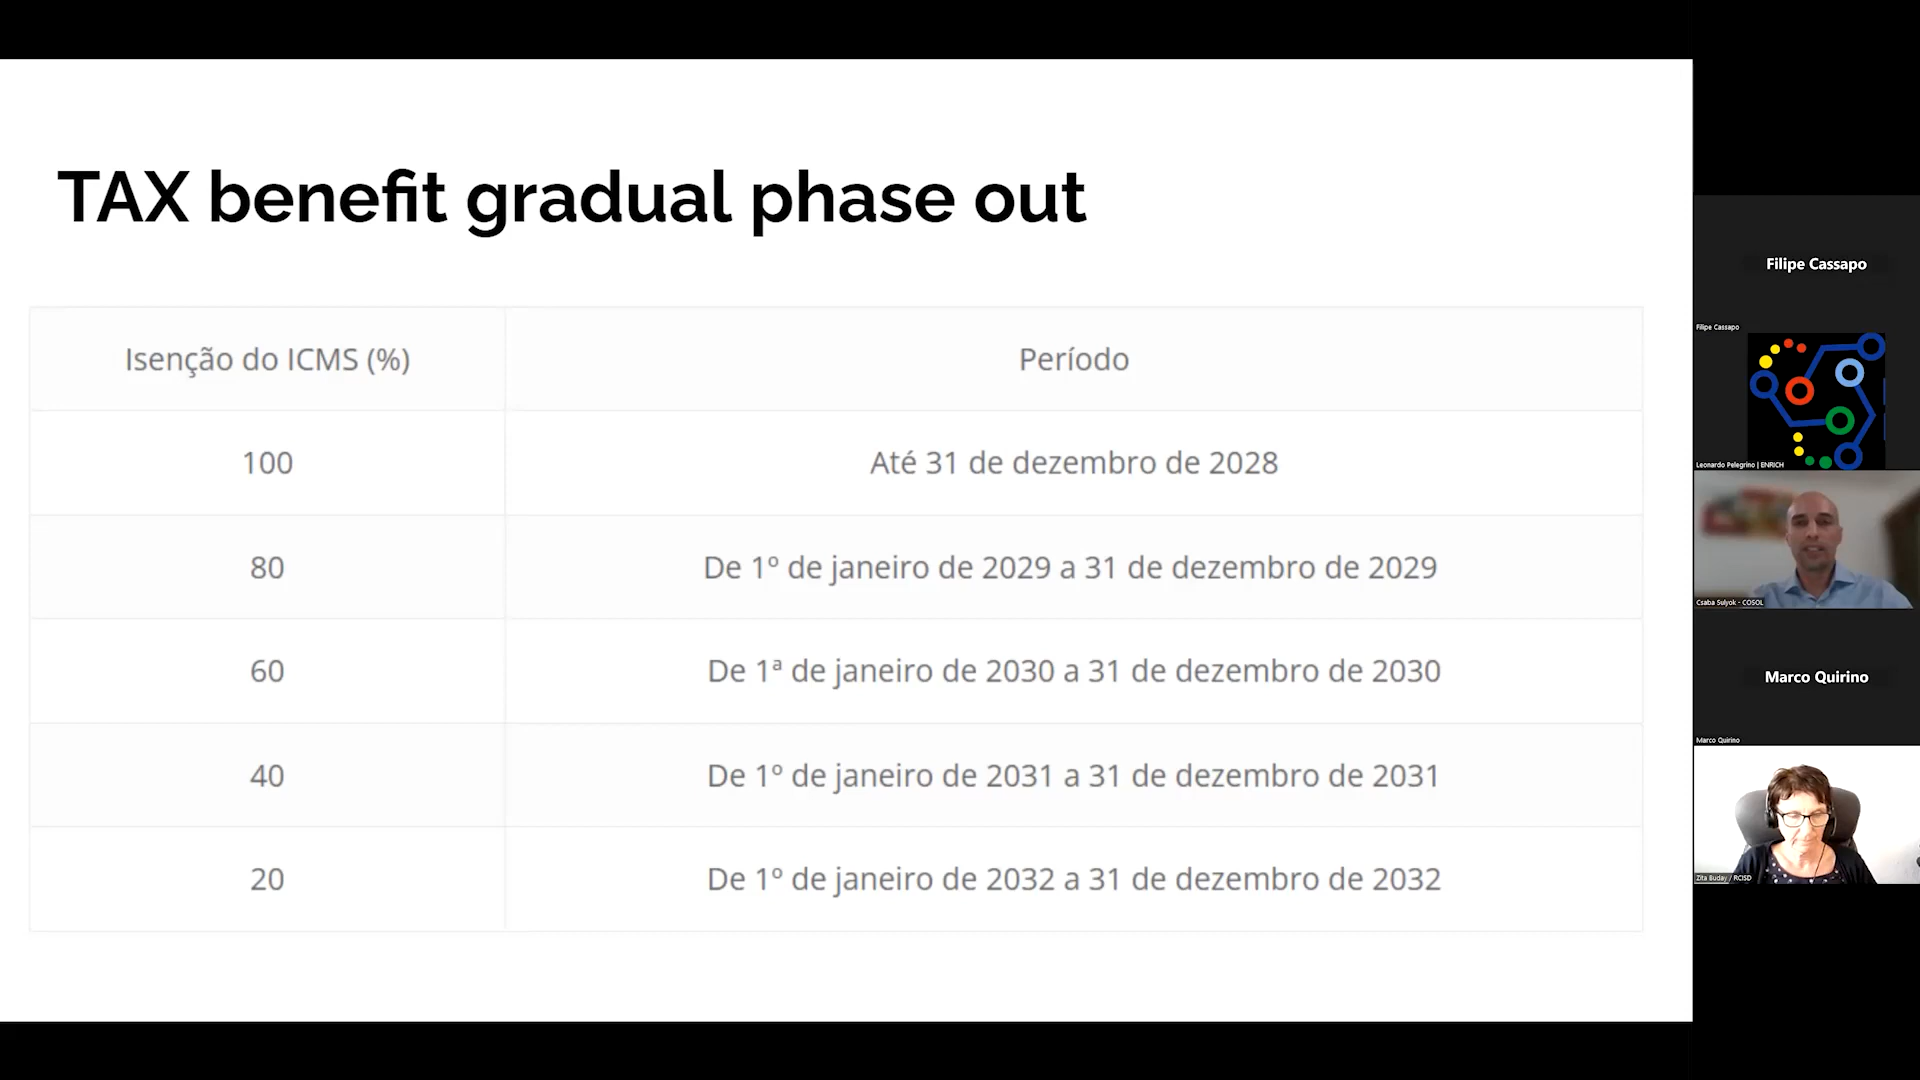 TAX benefit gradual phase out
Isenção do ICMS (%)
Período
100
Até 31 de dezembro de 2028
80
De 1º de janeiro de 2029 a 31 de dezembro de 2029
60
De 1ª de janeiro de 2030 a 31 de dezembro de 2030
40
De 1º de janeiro de 2031 a 31 de dezembro de 2031
20
De 1º de janeiro de 2032 a 31 de dezembro de 2032
Filipe Cassapo
Filipe Cassapo
Leonardo Pelegrino | ENRICH
Csaba Sulyok - COSOL
Marco Quirino
Marco Quirino
Zita Buday / RCISD